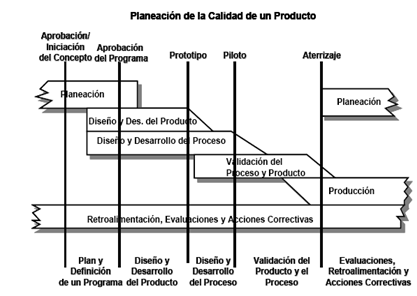 Planeación de la Calidad de un Producto
Aprobación/
Iniciación
del Concepto
Aprobación
del Programa
Prototipo
Piloto
Aterrizaje
Planeación
Planeación
Diseño y Des. del Producto
Diseño y Desarrollo del Proceso
Validación del
Proceso y Producto
Producción
Retroalimentación, Evaluaciones y Acciones Correctivas
Plan y
Definición
de un Programa
Diseño y
Desarrollo
del Producto
Diseño y
Desarrollo
del Proceso
Validación del
Producto y el
Proceso
Evaluaciones,
Retroalimentación y
Acciones Correctivas